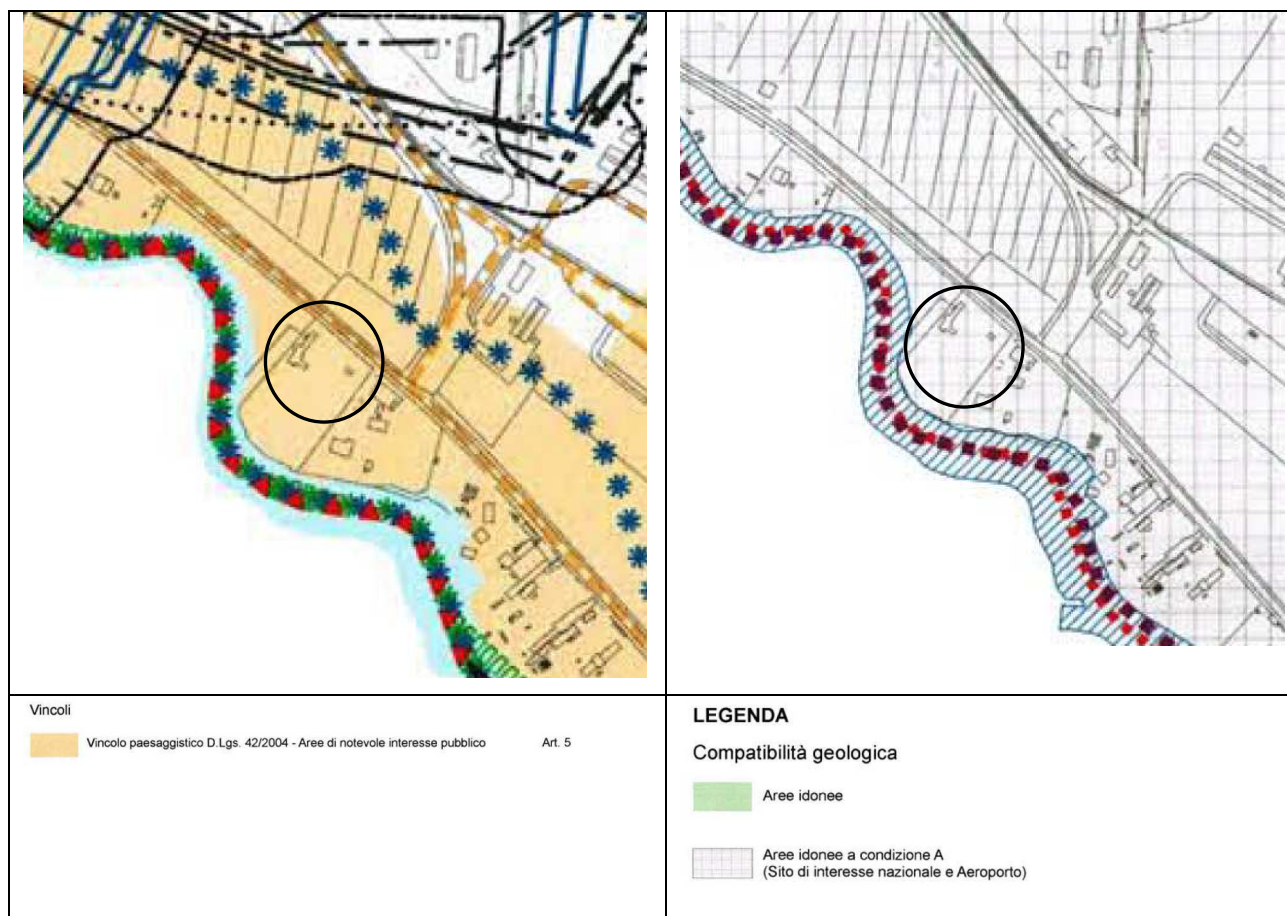 Vincoli
Vincolo paesaggistico D.Lgs. 42/2004 - Aree di notevole interesse pubblico Art. 5
LEGENDA
Compatibilità geologica
Aree idonee
Aree idonee a condizione A
(Sito di interesse nazionale e Aeroporto)